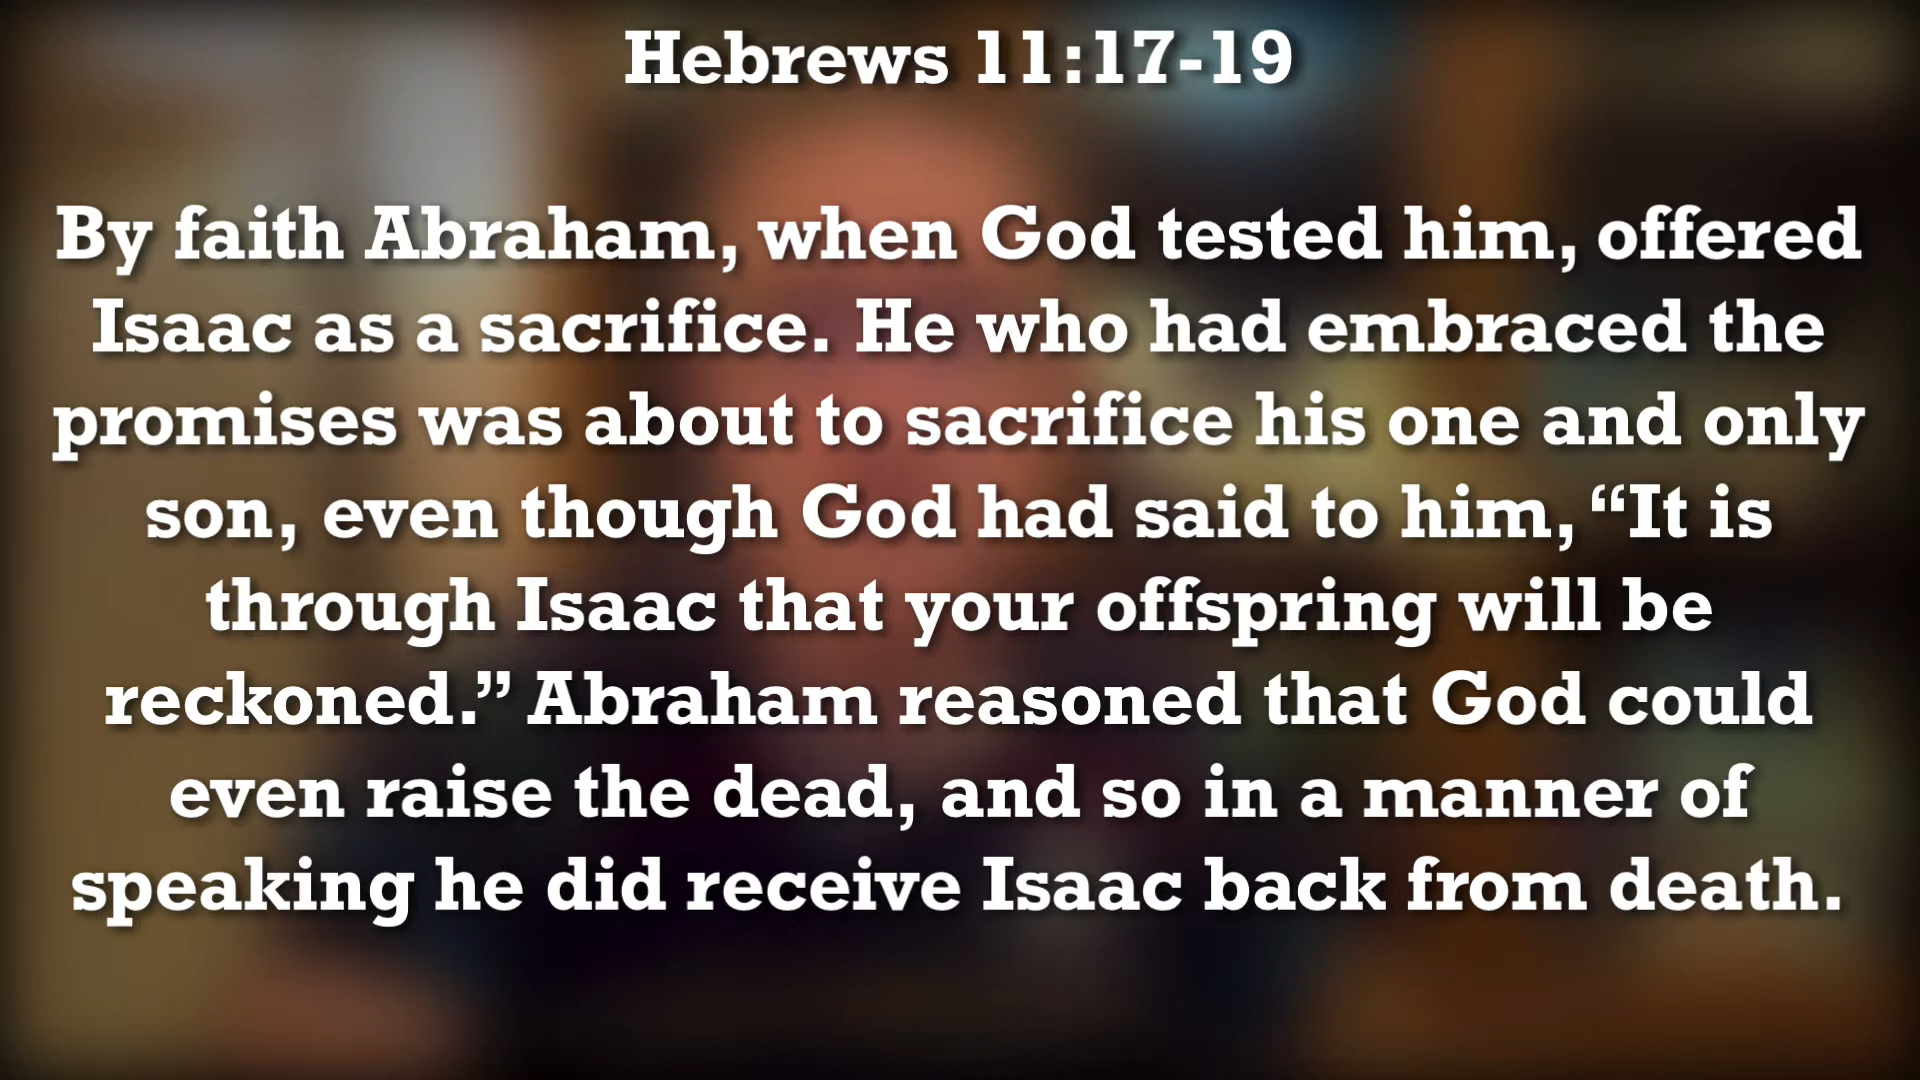 Hebrews 11:17-19
By faith Abraham, when God tested him, offered
Isaac as a sacrifice. He who had embraced the
promises was about to sacrifice his one and only
son, even though God had said to him, “It is
through Isaac that your offspring will be
reckoned.” Abraham reasoned that God could
even raise the dead, and so in a manner of
speaking he did receive Isaac back from death.